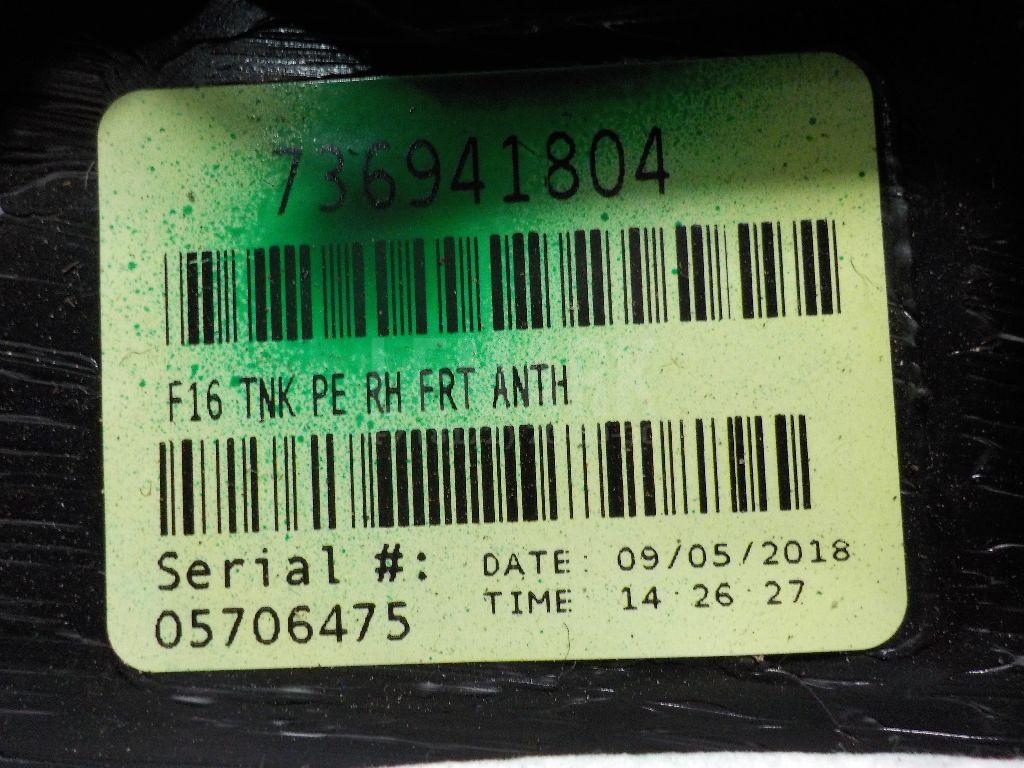 736941804
F16 TNK PE RH FRT ANTH
Serial #: DATE: 09/05/2018
05706475 TIME 14 26 27